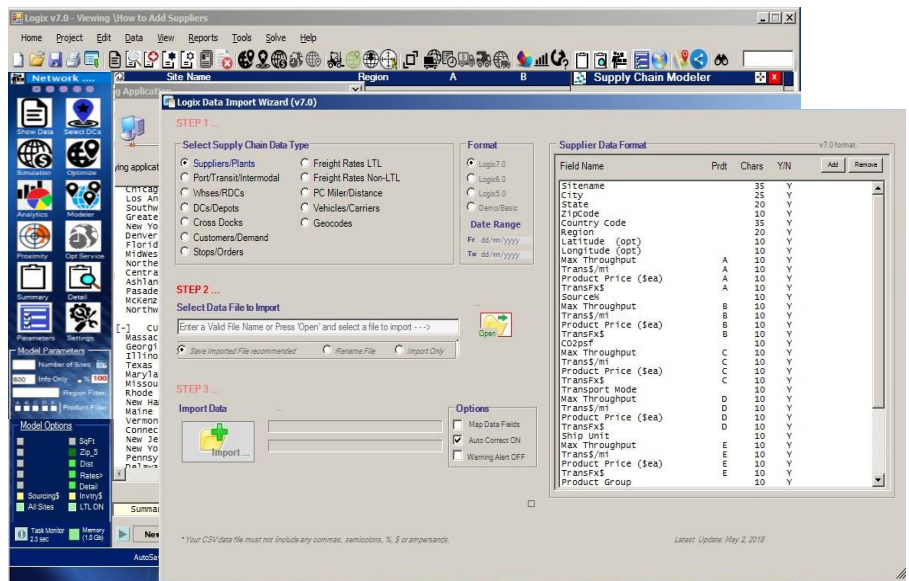 Logix v7.0 - Viewing \How to Add Suppliers
Home Project Edit Data View Reports Tools Solve Help
Network ....
Site Name Region A B Supply Chain Modeler
g Application
Logix Data Import Wizard (v7.0)
Show Data Select DCs
Simulation Optimize
Analytics Modeler
Proximity Opt Service
Summary Detail
Parameters Settings
Model Parameters
Number of Sites
600 Info Only % 100
Region Filter
A B C D E Product Filter
Model Options
SqFt
Zip_5
Dist
Rates>
Detail
Sourcing$ Invtry$
All Sites LTL ON
Task Monitor 2.3 sec Memory (1.5 Gb)
ying applicat
Chicag
Los An
Southw
Greate
New Yo
Denver
Florid
MidWes
Northe
Centra
Ashlan
Pasade
McKenz
Northw
[-] CU
Massac
Georgi
Illino
Texas
Maryla
Missou
Rhode
New Ha
Maine
Vermon
Connec
New Je
New Yo
Pennsy
Delawa
Summa
New
AutoSa
STEP 1 ...
Select Supply Chain Data Type
Suppliers/Plants Freight Rates LTL
Port/Transit/Intermodal Freight Rates Non-LTL
Whses/RDCs PC Miler/Distance
DCs/Depots Vehicles/Carriers
Cross Docks Geocodes
Customers/Demand
Stops/Orders
Format
Logix7.0
Logix6.0
Logix5.0
Demo/Basic
Date Range
Fr dd/mm/yyyy
To dd/mm/yyyy
STEP 2 ...
Select Data File to Import
...
Enter a Valid File Name or Press 'Open' and select a file to import - - ->
Open
Save Imported File recommended Rename File Import Only
STEP 3 ...
Import Data ...
Import ...
Options
Map Data Fields
Auto Correct ON
Warning Alert OFF
Supplier Data Format v7.0 format.
Field Name Prdt Chars Y/N Add Remove
Sitename 35 Y
City 25 Y
State 20 Y
ZipCode 10 Y
Country Code 35 Y
Region 20 Y
Latitude (opt) 10 Y
Longitude (opt) 10 Y
Max Throughput A 10 Y
Trans$/mi A 10 Y
Product Price ($ea) A 10 Y
TransFx$ A 10 Y
Source% 10 Y
Max Throughput B 10 Y
Trans$/mi B 10 Y
Product Price ($ea) B 10 Y
TransFx$ B 10 Y
CO2psf 10 Y
Max Throughput C 10 Y
Trans$/mi C 10 Y
Product Price ($ea) C 10 Y
TransFx$ C 10 Y
Transport Mode 10 Y
Max Throughput D 10 Y
Trans$/mi D 10 Y
Product Price ($ea) D 10 Y
TransFx$ D 10 Y
Ship Unit 10 Y
Max Throughput E 10 Y
Trans$/mi E 10 Y
Product Price ($ea) E 10 Y
TransFx$ E 10 Y
Product Group 10 Y
* Your CSV data file must not linclude any commas, semicolons, %, $ or ampersands.
Latest Update: May 2, 2018